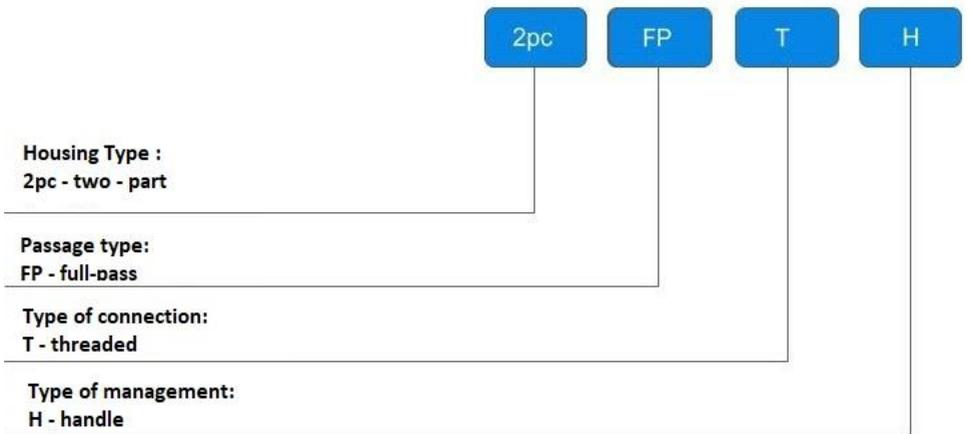 2pc FP T H
Housing Type :
2pc - two - part
Passage type:
FP - full-pass
Type of connection:
T - threaded
Type of management:
H - handle